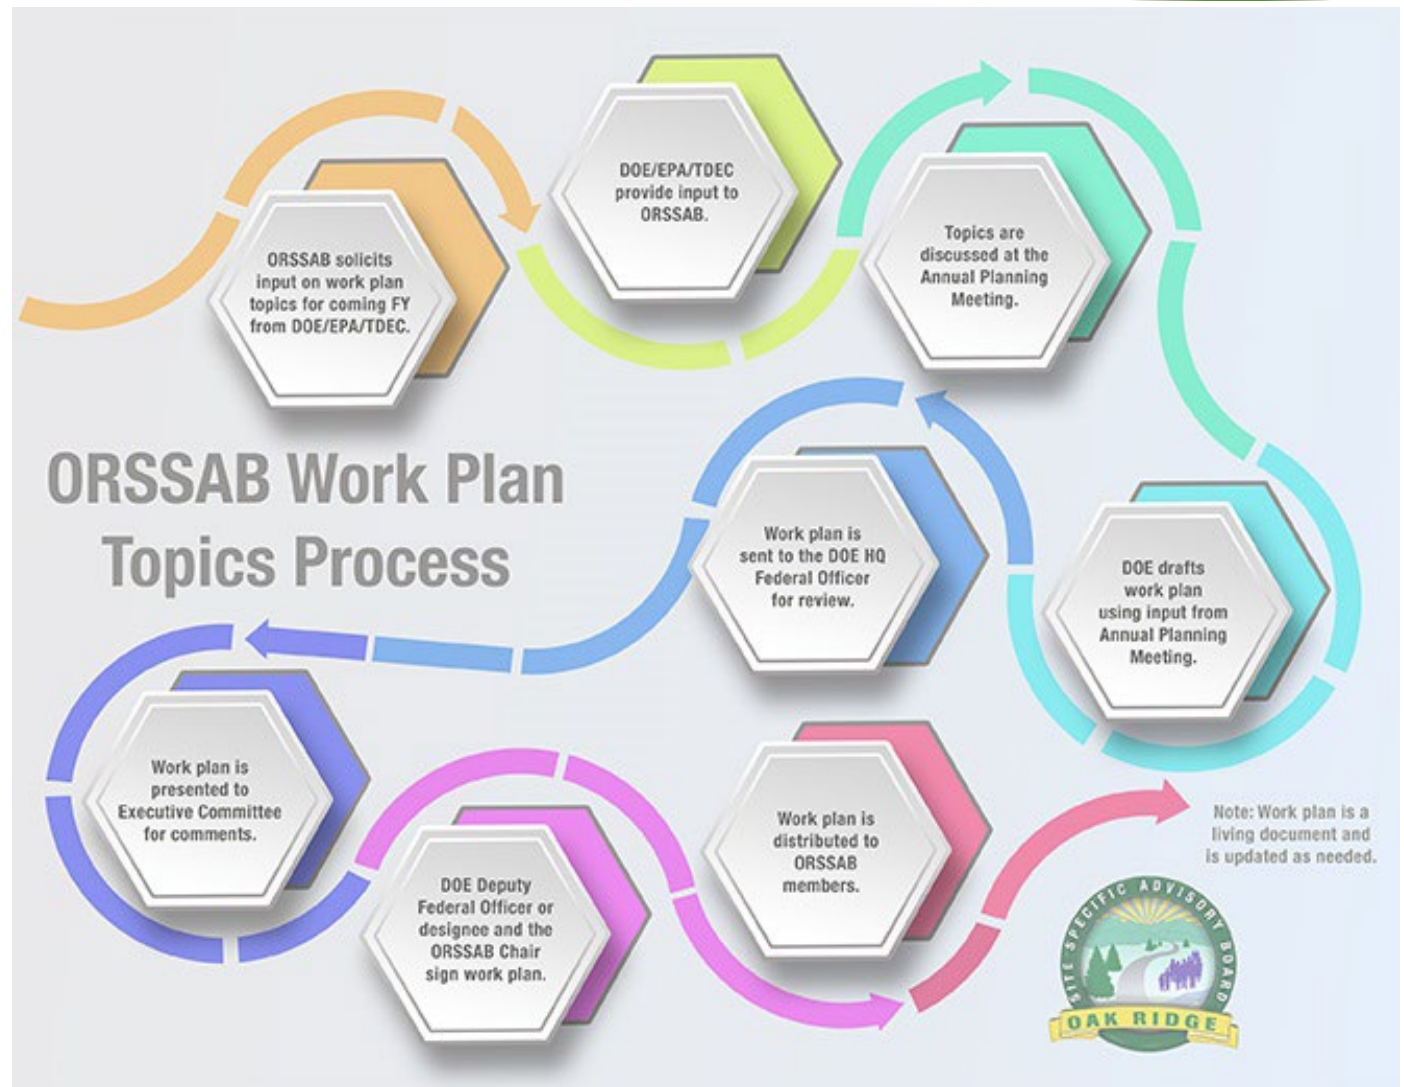 ORSSAB solicits
input on work plan
topics for coming FY
from DOE/EPA/TDEC.
DOE/EPA/TDEC
provide input to
ORSSAB.
Topics are
discussed at the
Annual Planning
Meeting.
ORSSAB Work Plan
Topics Process
DOE drafts
work plan
using input from
Annual Planning
Meeting.
Work plan is
sent to the DOE HQ
Federal Officer
for review.
Work plan is
presented to
Executive Committee
for comments.
DOE Deputy
Federal Officer or
designee and the
ORSSAB Chair
sign work plan.
Work plan is
distributed to
ORSSAB
members.
Note: Work plan is a
living document and
is updated as needed.
SITE SPECIFIC ADVISORY BOARD
OAK RIDGE